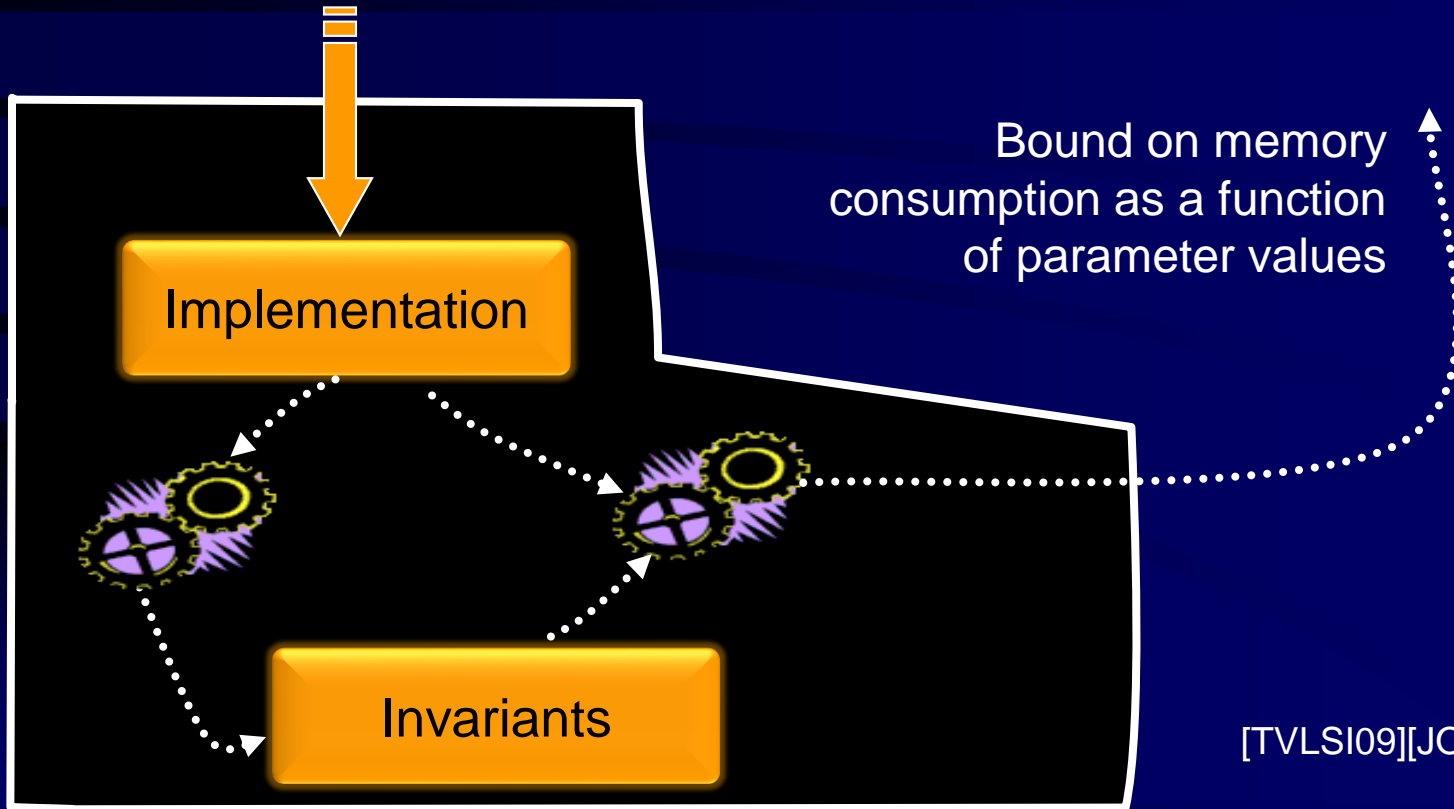 Bound on memory
consumption as a function
of parameter values
Implementation
Invariants
[TVLSI09]